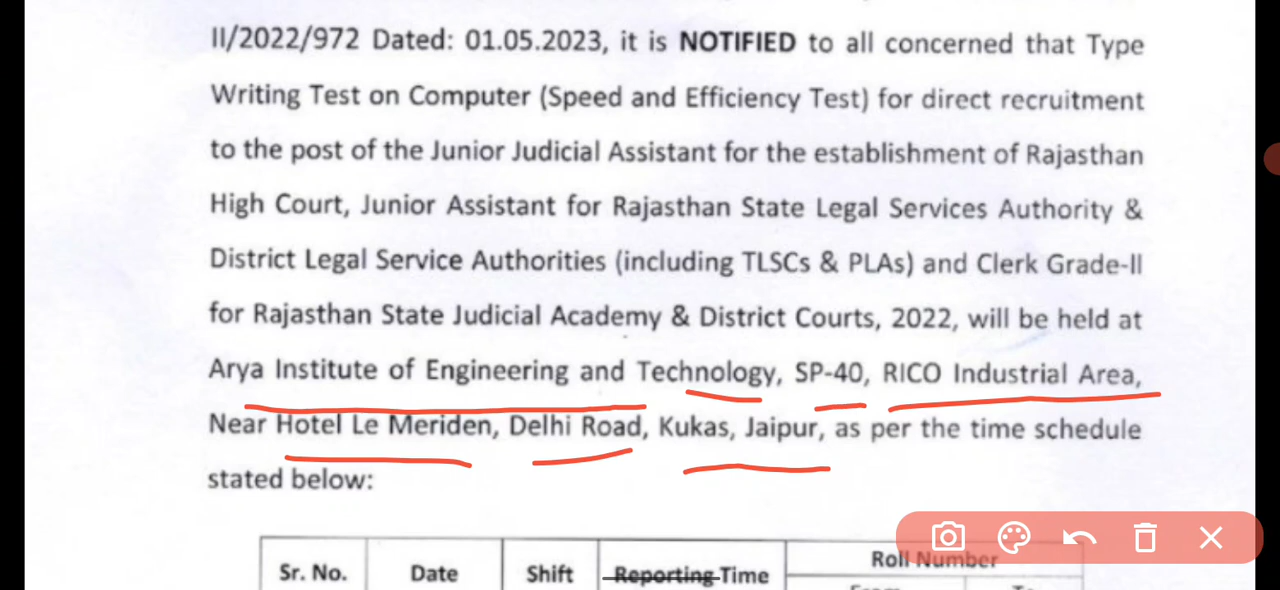 II/2022/972 Dated: 01.05.2023, it is NOTIFIED to all concerned that Type
Writing Test on Computer (Speed and Efficiency Test) for direct recruitment
to the post of the Junior Judicial Assistant for the establishment of Rajasthan
High Court, Junior Assistant for Rajasthan State Legal Services Authority &
District Legal Service Authorities (including TLSCs & PLAs) and Clerk Grade-II
for Rajasthan State Judicial Academy & District Courts, 2022, will be held at
Arya Institute of Engineering and Technology, SP-40, RICO Industrial Area,
Near Hotel Le Meriden, Delhi Road, Kukas, Jaipur, as per the time schedule
stated below:
Sr. No. Date Shift Reporting Time Roll Number